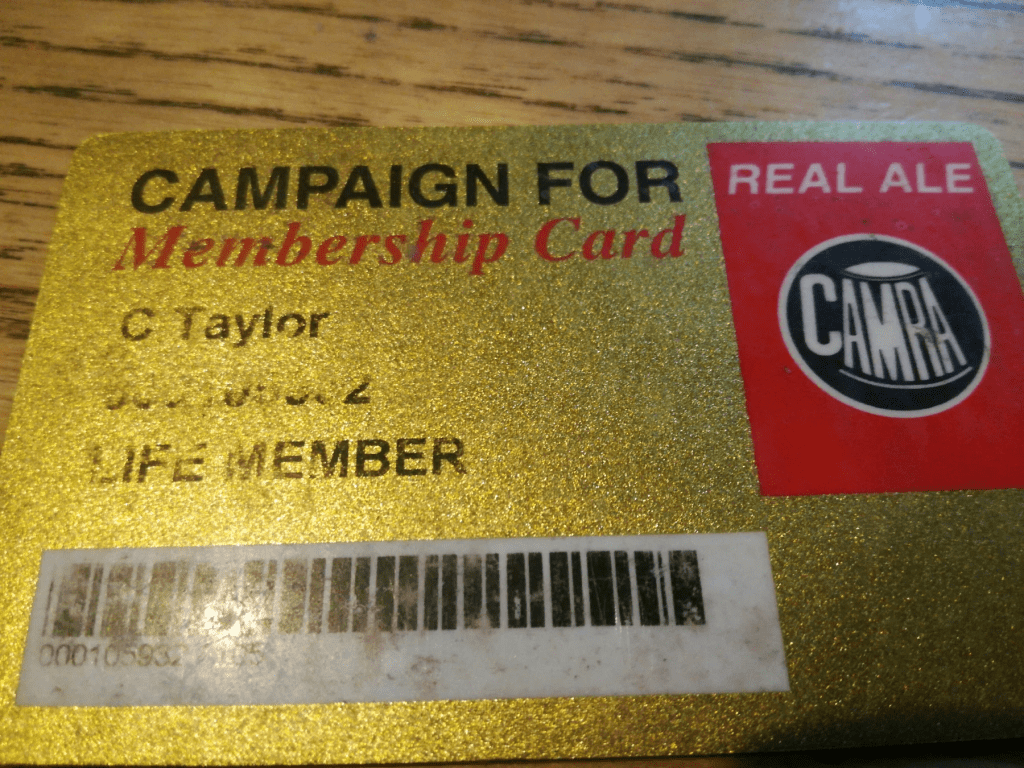 CAMPAIGN FOR REAL ALE
Membership Card
CAMRA
C Taylor
LIFE MEMBER